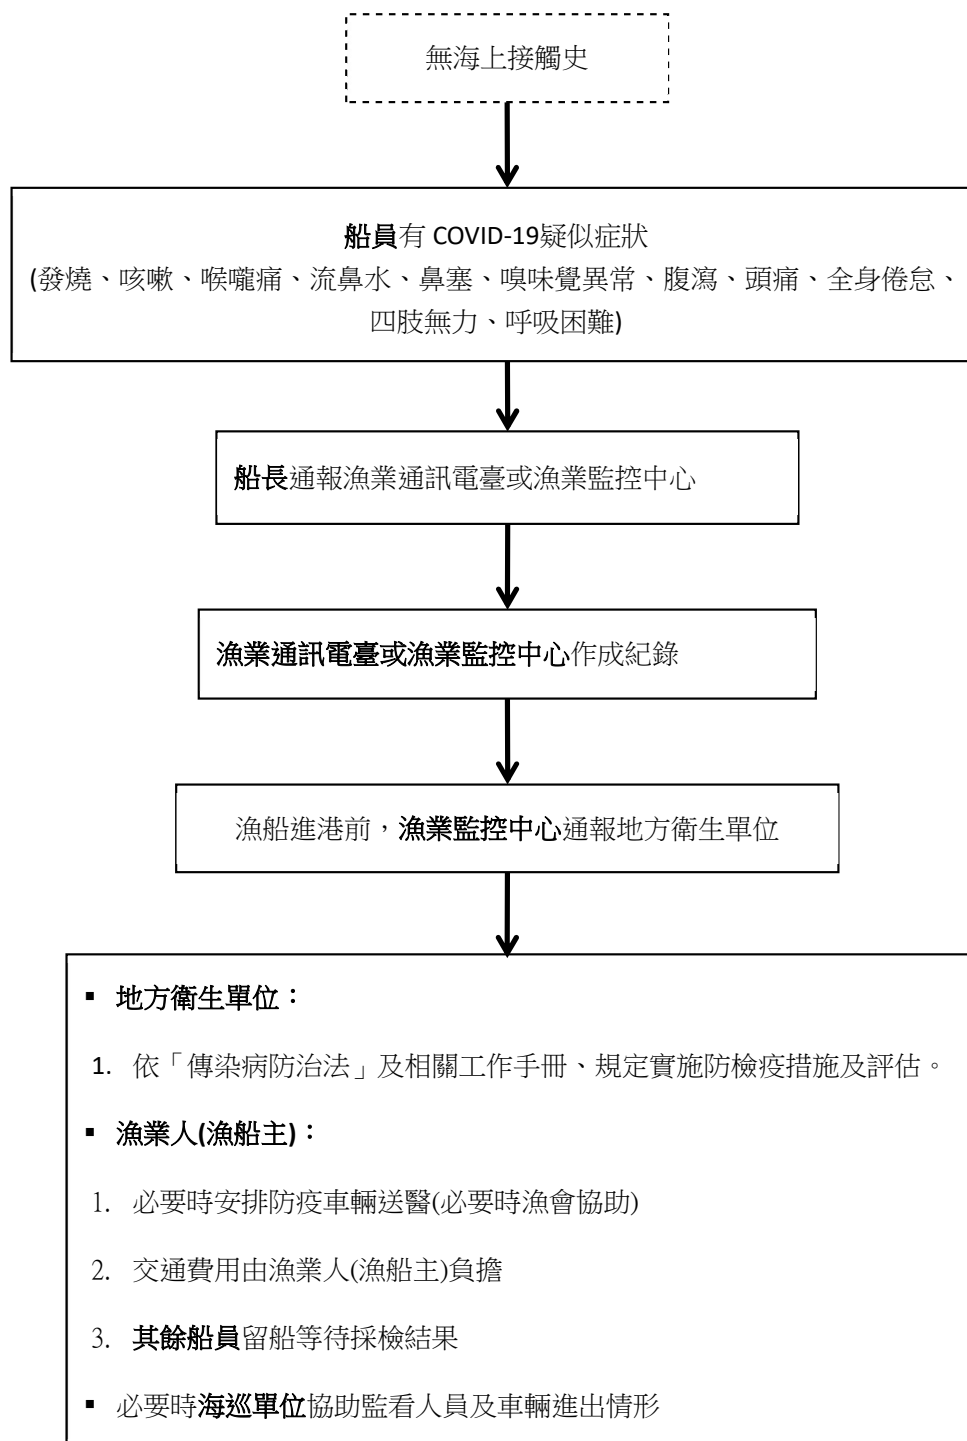 無海上接觸史
船員有 COVID-19疑似症狀
(發燒、咳嗽、喉嚨痛、流鼻水、鼻塞、嗅味覺異常、腹瀉、頭痛、全身倦怠、
四肢無力、呼吸困難)
船長通報漁業通訊電臺或漁業監控中心
漁業通訊電臺或漁業監控中心作成紀錄
漁船進港前，漁業監控中心通報地方衛生單位
▪ 地方衛生單位：
1. 依「傳染病防治法」及相關工作手冊、規定實施防檢疫措施及評估。
▪ 漁業人(漁船主)：
1. 必要時安排防疫車輛送醫(必要時漁會協助)
2. 交通費用由漁業人(漁船主)負擔
3. 其餘船員留船等待採檢結果
▪ 必要時海巡單位協助監看人員及車輛進出情形